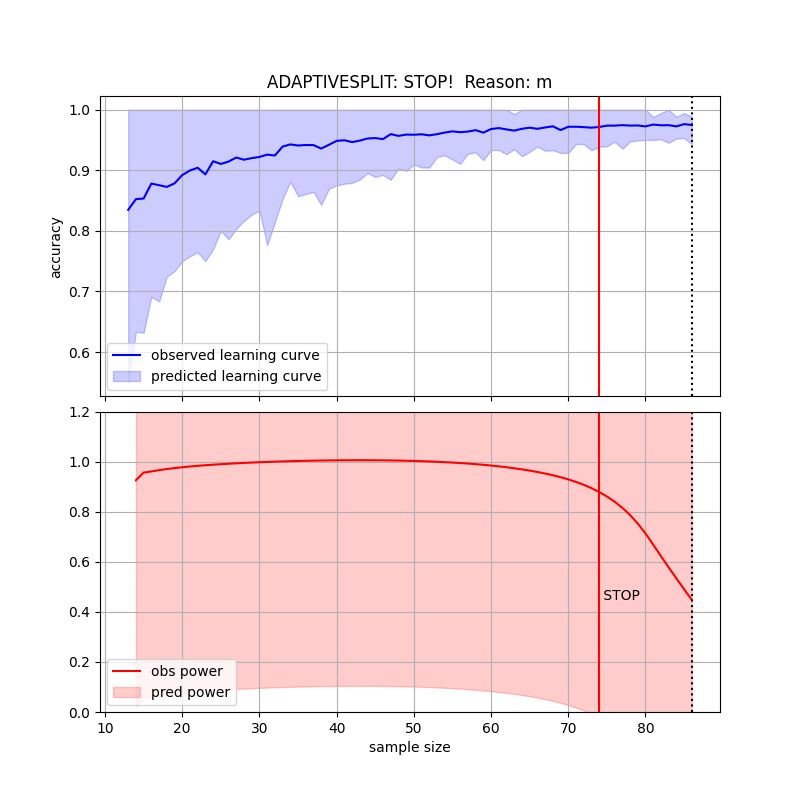 ADAPTIVESPLIT: STOP!  Reason: m
1.0
0.9
0.8
0.7
0.6
accuracy
observed learning curve
predicted learning curve
1.2
1.0
0.8
0.6
0.4
0.2
0.0
STOP
obs power
pred power
10 20 30 40 50 60 70 80
sample size